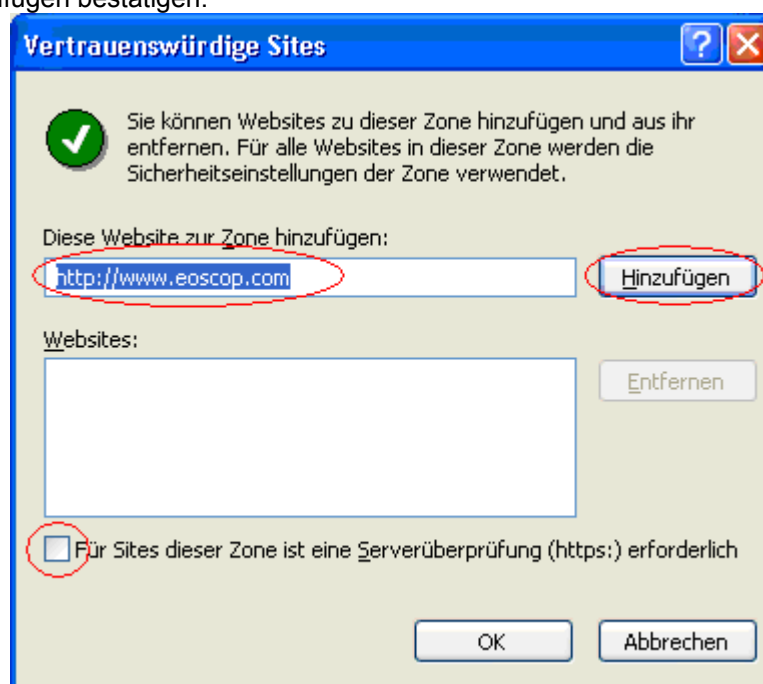 fügen bestätigen.
Vertrauenswürdige Sites
Sie können Websites zu dieser Zone hinzufügen und aus ihr
entfernen. Für alle Websites in dieser Zone werden die
Sicherheitseinstellungen der Zone verwendet.
Diese Website zur Zone hinzufügen:
http://www.eoscop.com
Hinzufügen
Websites:
Entfernen
Für Sites dieser Zone ist eine Serverüberprüfung (https:) erforderlich
OK
Abbrechen